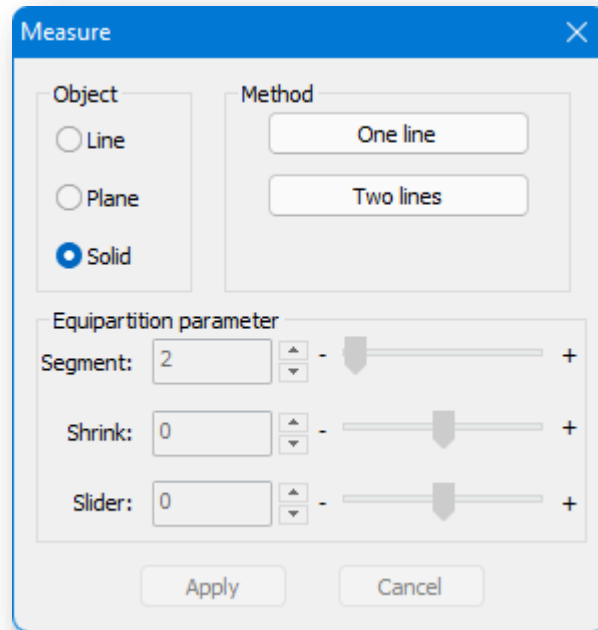 Measure
Object
Line
Plane
Solid
Method
One line
Two lines
Equipartition parameter
Segment: 2 - +
Shrink: 0 - +
Slider: 0 - +
Apply Cancel